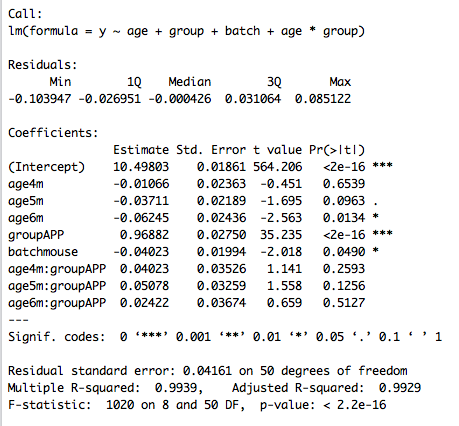 Call:
lm(formula = y ~ age + group + batch + age * group)
Residuals:
Min 1Q Median 3Q Max
-0.103947 -0.026951 -0.000426 0.031064 0.085122
Coefficients:
Estimate Std. Error t value Pr(>|t|)
(Intercept) 10.49803 0.01861 564.206 <2e-16 ***
age4m -0.01066 0.02363 -0.451 0.6539
age5m -0.03711 0.02189 -1.695 0.0963 .
age6m -0.06245 0.02436 -2.563 0.0134 *
groupAPP 0.96882 0.02750 35.235 <2e-16 ***
batchmouse -0.04023 0.01994 -2.018 0.0490 *
age4m:groupAPP 0.04023 0.03526 1.141 0.2593
age5m:groupAPP 0.05078 0.03259 1.558 0.1256
age6m:groupAPP 0.02422 0.03674 0.659 0.5127
---
Signif. codes: 0 ‘***’ 0.001 ‘**’ 0.01 ‘*’ 0.05 ‘.’ 0.1 ‘ ’ 1
Residual standard error: 0.04161 on 50 degrees of freedom
Multiple R-squared: 0.9939, Adjusted R-squared: 0.9929
F-statistic: 1020 on 8 and 50 DF, p-value: < 2.2e-16